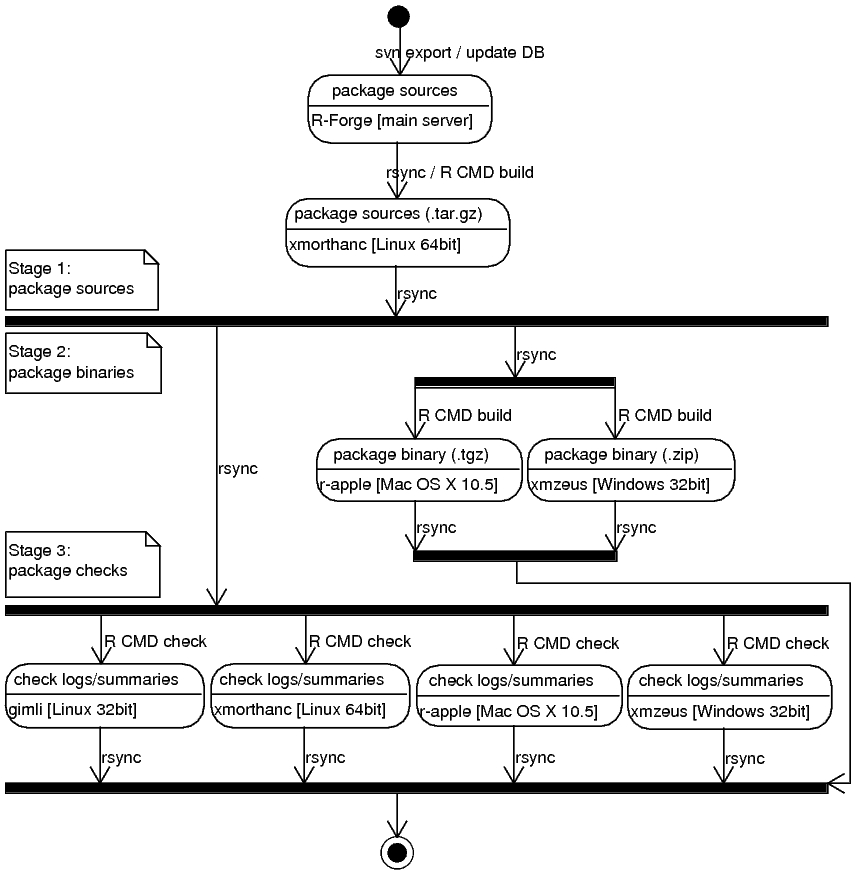 svn export / update DB
package sources
R-Forge [main server]
rsync / R CMD build
package sources (.tar.gz)
xmorthanc [Linux 64bit]
Stage 1:
package sources
rsync
Stage 2:
package binaries
rsync
R CMD build
R CMD build
package binary (.tgz)
package binary (.zip)
rsync
r-apple [Mac OS X 10.5]
xmzeus [Windows 32bit]
rsync
rsync
Stage 3:
package checks
R CMD check
R CMD check
R CMD check
R CMD check
check logs/summaries
check logs/summaries
check logs/summaries
check logs/summaries
gimli [Linux 32bit]
xmorthanc [Linux 64bit]
r-apple [Mac OS X 10.5]
xmzeus [Windows 32bit]
rsync
rsync
rsync
rsync